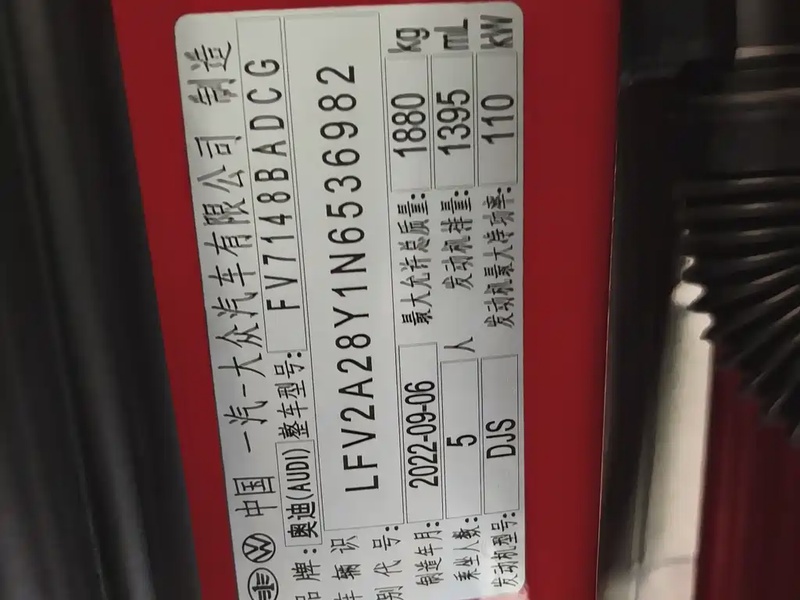 中国 一汽-大众汽车有限公司 制造
品牌: 奥迪(AUDI) 整车型号: FV7148BADCG
车辆识别代号: LFV2A28Y1N6536982
制造年月: 2022-09-06 最大允许总质量: 1880 kg
乘坐人数: 5 人 发动机排量: 1395 mL
发动机型号: DJS 发动机最大净功率: 110 kW